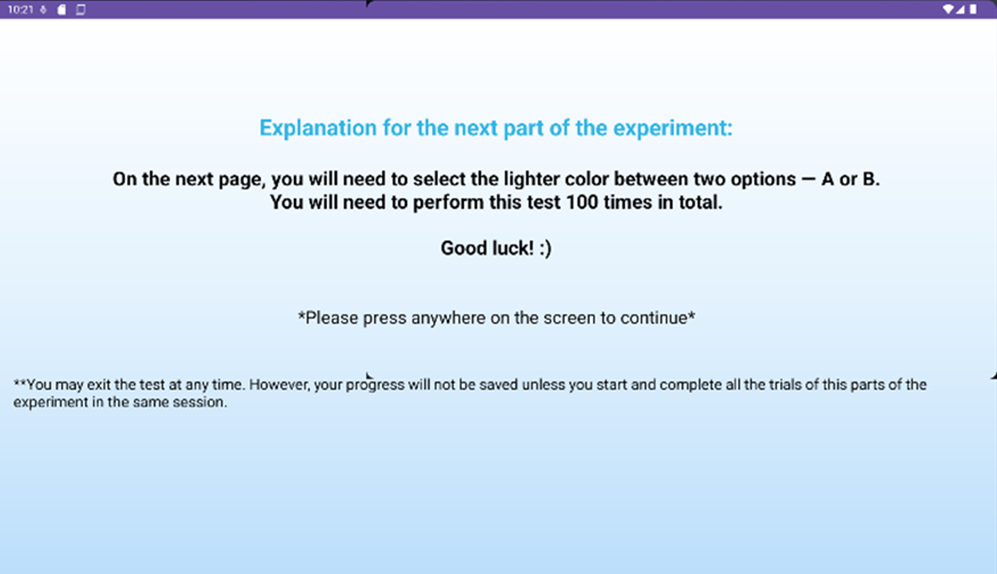 10:21
Explanation for the next part of the experiment:
On the next page, you will need to select the lighter color between two options — A or B.
You will need to perform this test 100 times in total.
Good luck! :)
*Please press anywhere on the screen to continue*
**You may exit the test at any time. However, your progress will not be saved unless you start and complete all the trials of this parts of the
experiment in the same session.